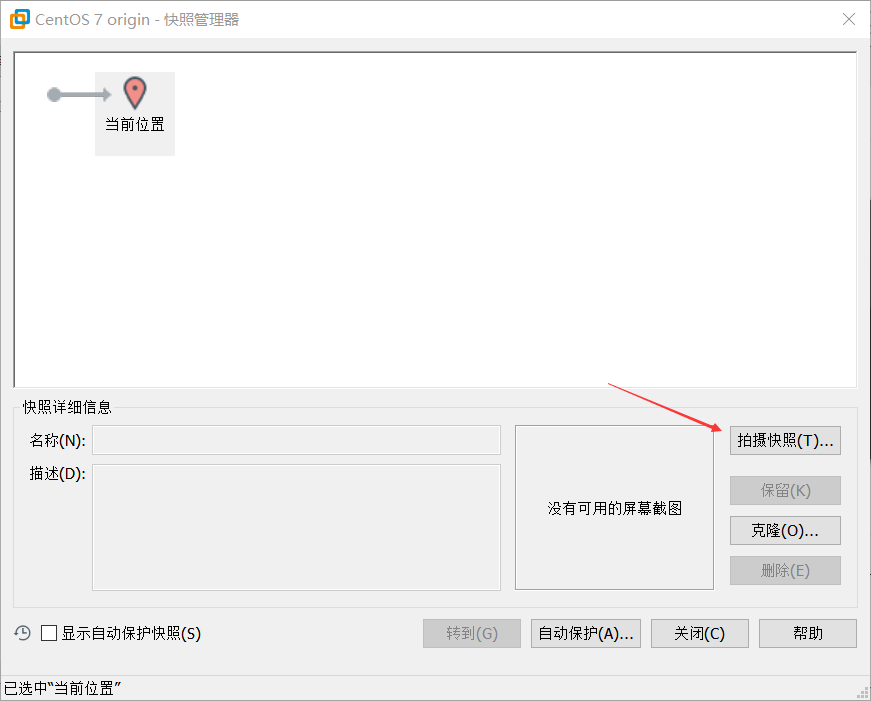 CentOS 7 origin - 快照管理器
当前位置
快照详细信息
名称(N):
拍摄快照(T)...
描述(D):
没有可用的屏幕截图
保留(K)
克隆(O)...
删除(E)
显示自动保护快照(S)
转到(G)
自动保护(A)...
关闭(C)
帮助
已选中“当前位置”